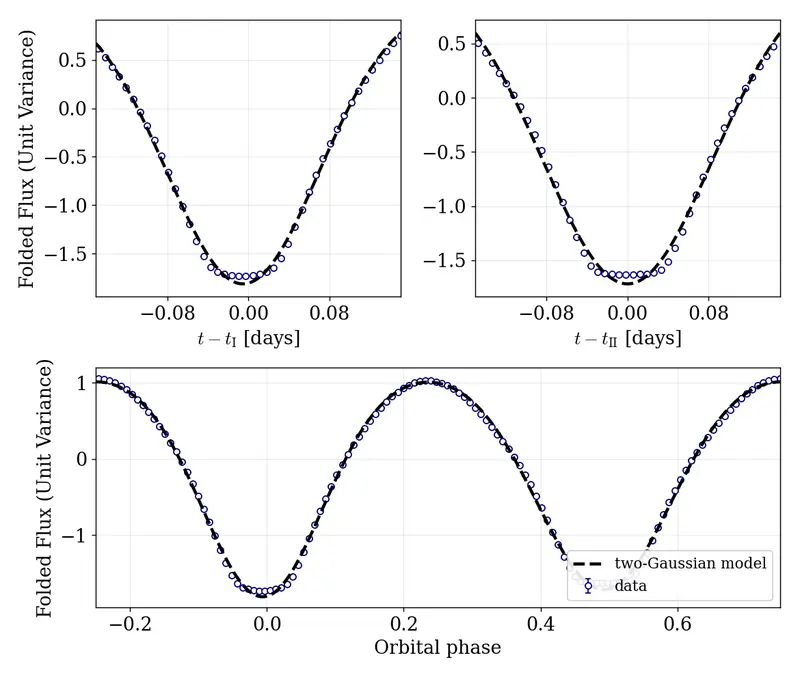 Folded Flux (Unit Variance)
0.5
0.0
−0.5
−1.0
−1.5
−0.08 0.00 0.08
t − t_I [days]
0.5
0.0
−0.5
−1.0
−1.5
−0.08 0.00 0.08
t − t_II [days]
Folded Flux (Unit Variance)
1
0
−1
−0.2 0.0 0.2 0.4 0.6
Orbital phase
two-Gaussian model
data